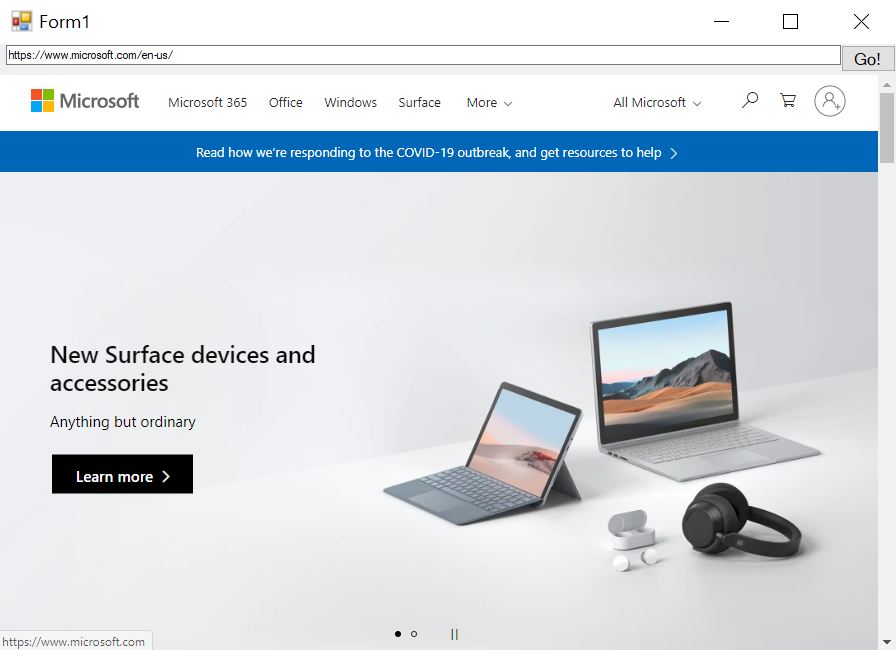 Form1
https://www.microsoft.com/en-us/
Go!
Microsoft
Microsoft 365
Office
Windows
Surface
More
All Microsoft
Read how we're responding to the COVID-19 outbreak, and get resources to help
New Surface devices and
accessories
Anything but ordinary
Learn more
https://www.microsoft.com